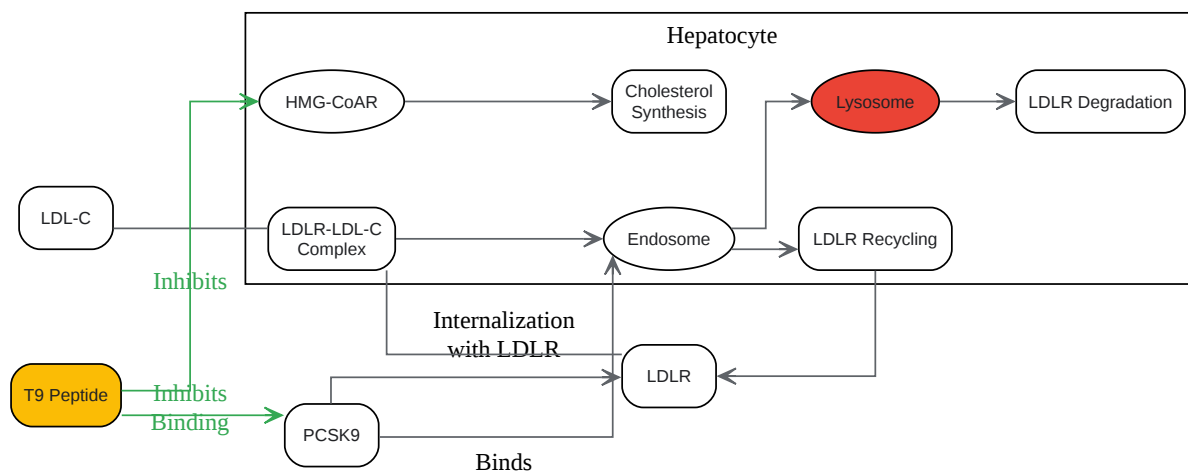 Hepatocyte
HMG-CoAR
Cholesterol
Synthesis
Lysosome
LDLR Degradation
LDL-C
LDLR-LDL-C
Complex
Endosome
LDLR Recycling
Inhibits
Internalization
with LDLR
T9 Peptide
Inhibits
Binding
LDLR
PCSK9
Binds